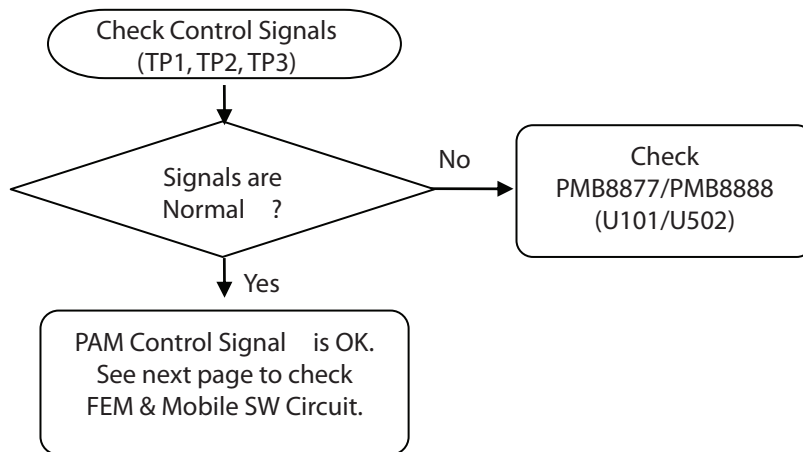 Check Control Signals
(TP1, TP2, TP3)
Signals are
Normal ?
No
Check
PMB8877/PMB8888
(U101/U502)
Yes
PAM Control Signal is OK.
See next page to check
FEM & Mobile SW Circuit.